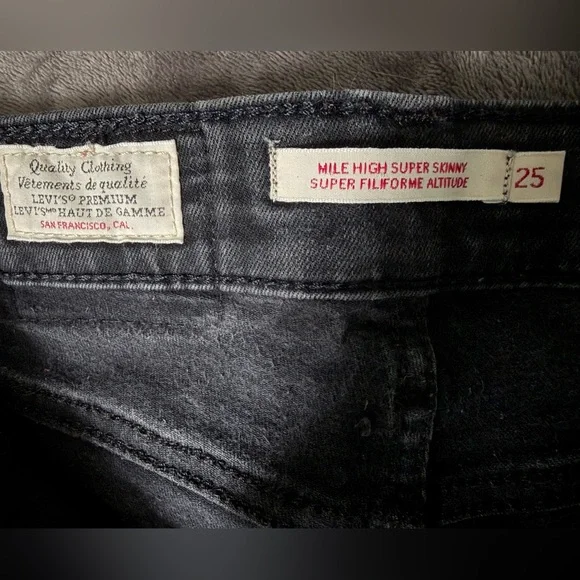 Quality Clothing
Vêtements de qualité
LEVI'S® PREMIUM
LEVI'S MD HAUT DE GAMME
SAN FRANCISCO, CAL.
MILE HIGH SUPER SKINNY
SUPER FILIFORME ALTITUDE
25